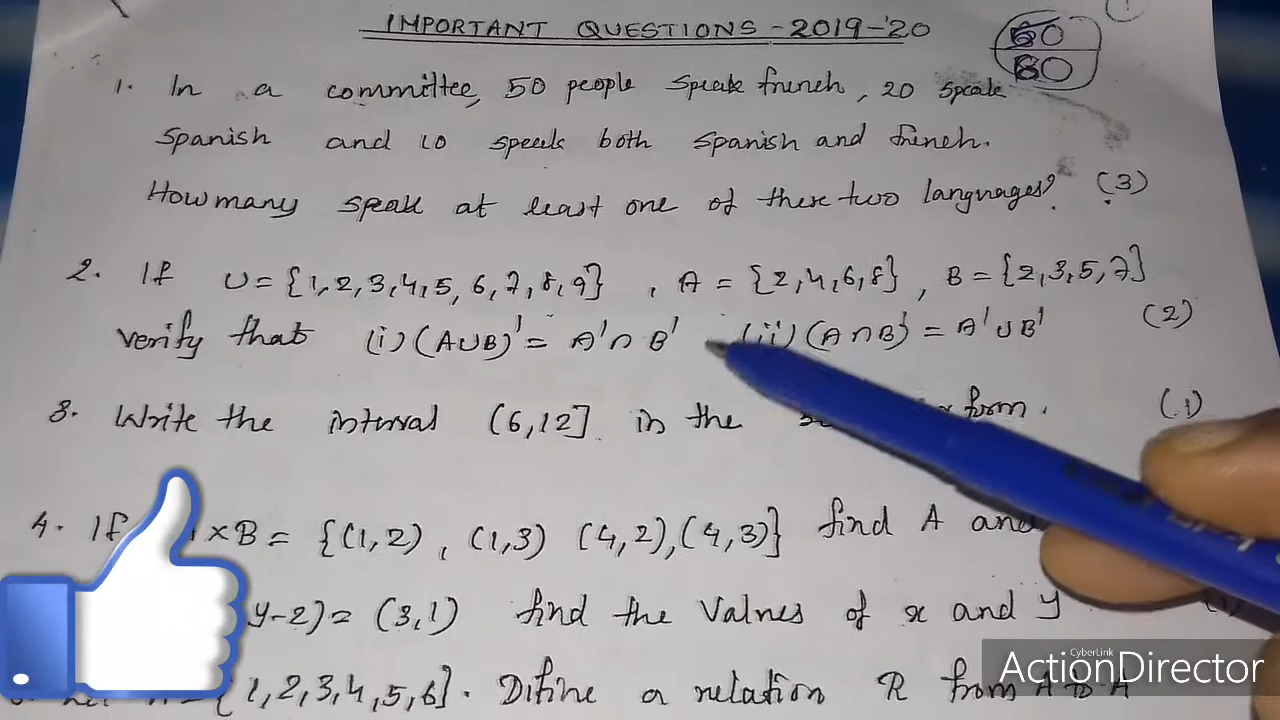 IMPORTANT QUESTIONS - 2019-'20
60
60
1. In a committee, 50 people speak french, 20 speak
Spanish and 10 speeks both Spanish and french.
How many speak at least one of these two languages? (3)
2. If U = {1,2,3,4,5,6,7,8,9}, A = {2,4,6,8}, B = {2,3,5,7}
verify that (i) (A∪B)' = A'∩B' (ii) (A∩B)' = A'∪B' (2)
3. Write the interval (6,12] in the form. (1)
4. If ×B = {(1,2), (1,3) (4,2),(4,3)} find A and
y-2) = (3,1) find the values of x and y (1)
{1,2,3,4,5,6}. Difine a relation R from A to A
CyberLink
ActionDirector